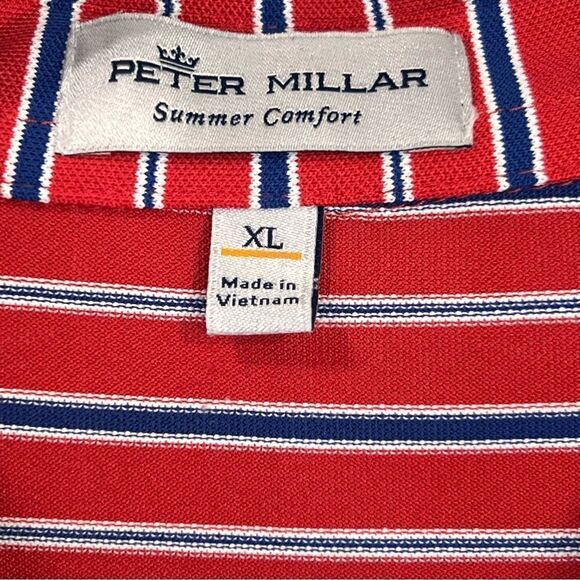 PETER MILLAR
Summer Comfort
XL
Made in
Vietnam